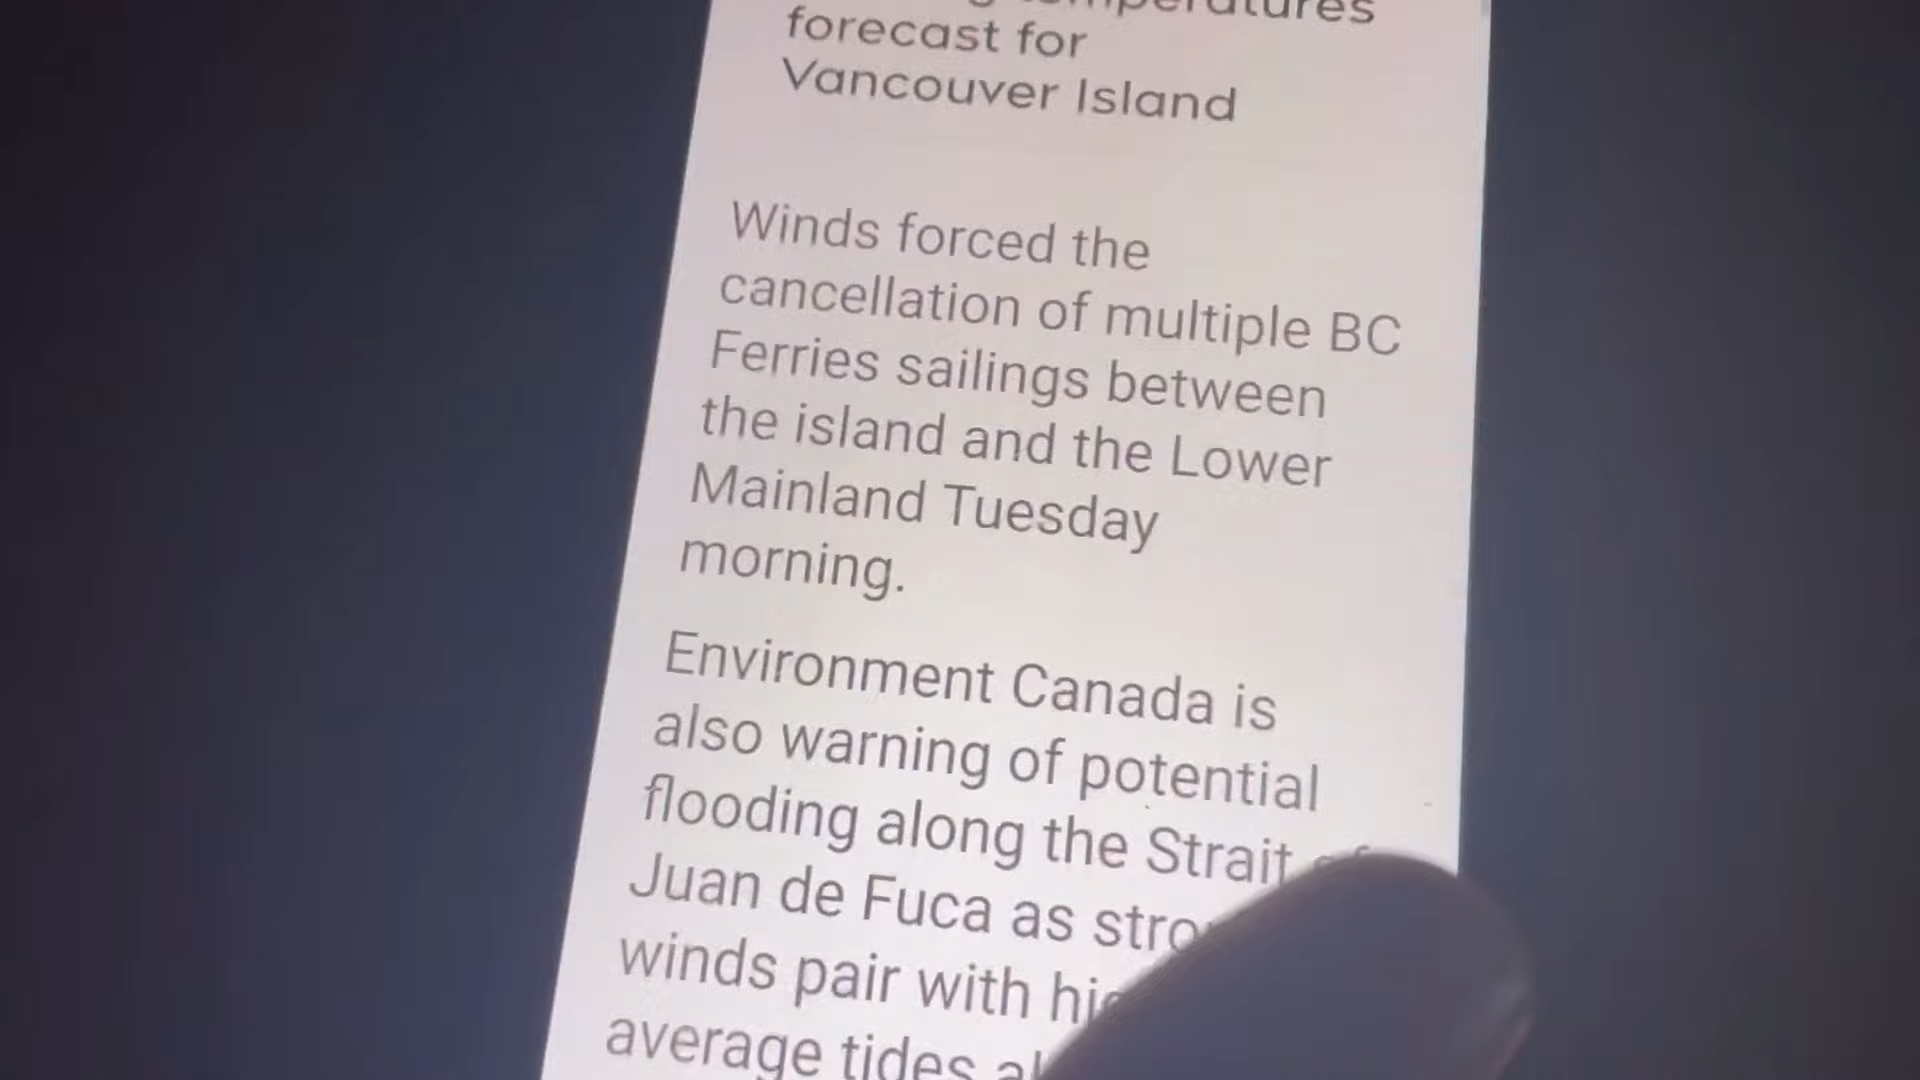 forecast for
Vancouver Island
Winds forced the
cancellation of multiple BC
Ferries sailings between
the island and the Lower
Mainland Tuesday
morning.
Environment Canada is
also warning of potential
flooding along the Strait
Juan de Fuca as
winds pair with
average tides